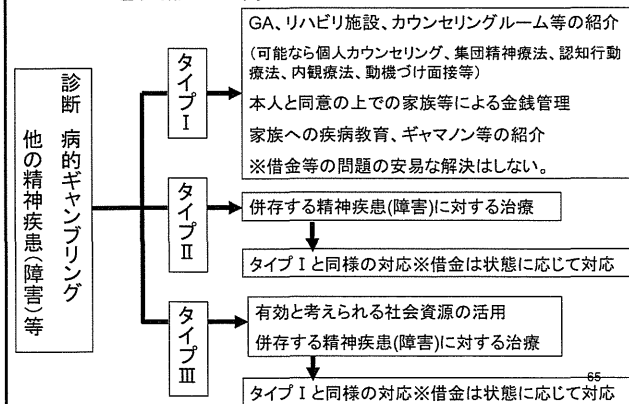 診断　病的ギャンブリング
他の精神疾患(障害)等
タイプⅠ
GA、リハビリ施設、カウンセリングルーム等の紹介
(可能なら個人カウンセリング、集団精神療法、認知行動
療法、内観療法、動機づけ面接等)
本人と同意の上での家族等による金銭管理
家族への疾病教育、ギャマノン等の紹介
※借金等の問題の安易な解決はしない。
タイプⅡ
併存する精神疾患(障害)に対する治療
タイプⅠと同様の対応※借金は状態に応じて対応
タイプⅢ
有効と考えられる社会資源の活用
併存する精神疾患(障害)に対する治療
65
タイプⅠと同様の対応※借金は状態に応じて対応